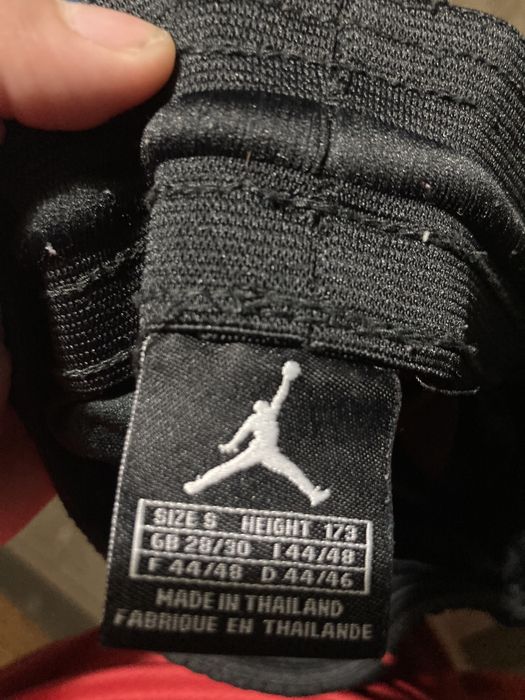 SIZE S HEIGHT 173
GB 28/30 I 44/48
F 44/48 D 44/46
MADE IN THAILAND
FABRIQUE EN THAILANDE